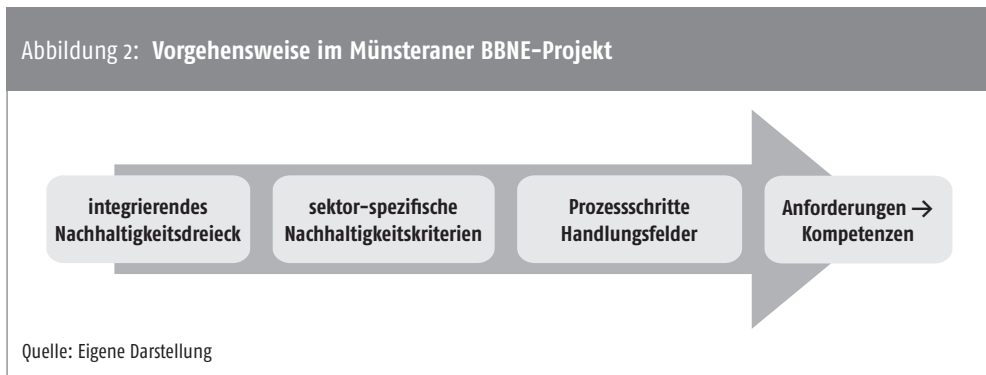 Abbildung 2: Vorgehensweise im Münsteraner BBNE-Projekt
integrierendes
Nachhaltigkeitsdreieck
sektor-spezifische
Nachhaltigkeitskriterien
Prozessschritte
Handlungsfelder
Anforderungen →
Kompetenzen
Quelle: Eigene Darstellung